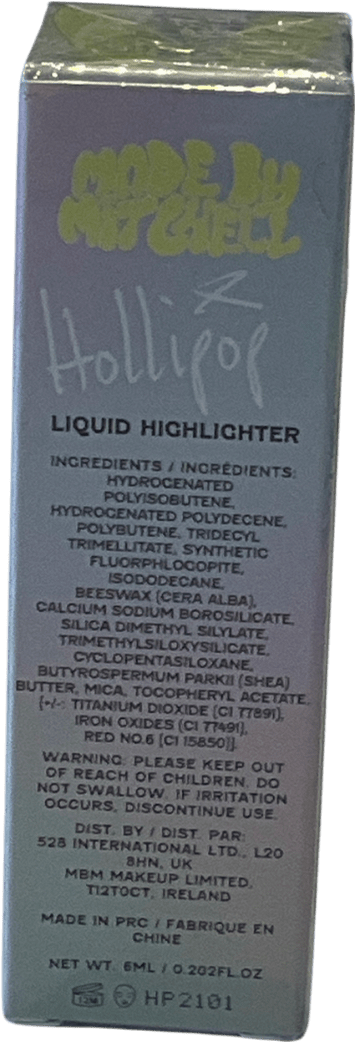 MADE BY
MITCHELL
Hollipop
LIQUID HIGHLIGHTER
INGREDIENTS / INGRÉDIENTS:
HYDROGENATED
POLYISOBUTENE,
HYDROGENATED POLYDECENE,
POLYBUTENE, TRIDECYL
TRIMELLITATE, SYNTHETIC
FLUORPHLOGOPITE,
ISODODECANE,
BEESWAX (CERA ALBA),
CALCIUM SODIUM BOROSILICATE,
SILICA DIMETHYL SILYLATE,
TRIMETHYLSILOXYSILICATE,
CYCLOPENTASILOXANE,
BUTYROSPERMUM PARKII (SHEA)
BUTTER, MICA, TOCOPHERYL ACETATE.
[+/-: TITANIUM DIOXIDE (CI 77891),
IRON OXIDES (CI 77491),
RED NO.6 (CI 15850)].
WARNING: PLEASE KEEP OUT
OF REACH OF CHILDREN. DO
NOT SWALLOW. IF IRRITATION
OCCURS, DISCONTINUE USE.
DIST. BY / DIST. PAR:
528 INTERNATIONAL LTD., L20
8HN, UK
MBM MAKEUP LIMITED,
T12T0CT, IRELAND
MADE IN PRC / FABRIQUE EN
CHINE
NET WT. 6ML / 0.202FL.OZ
12M HP2101